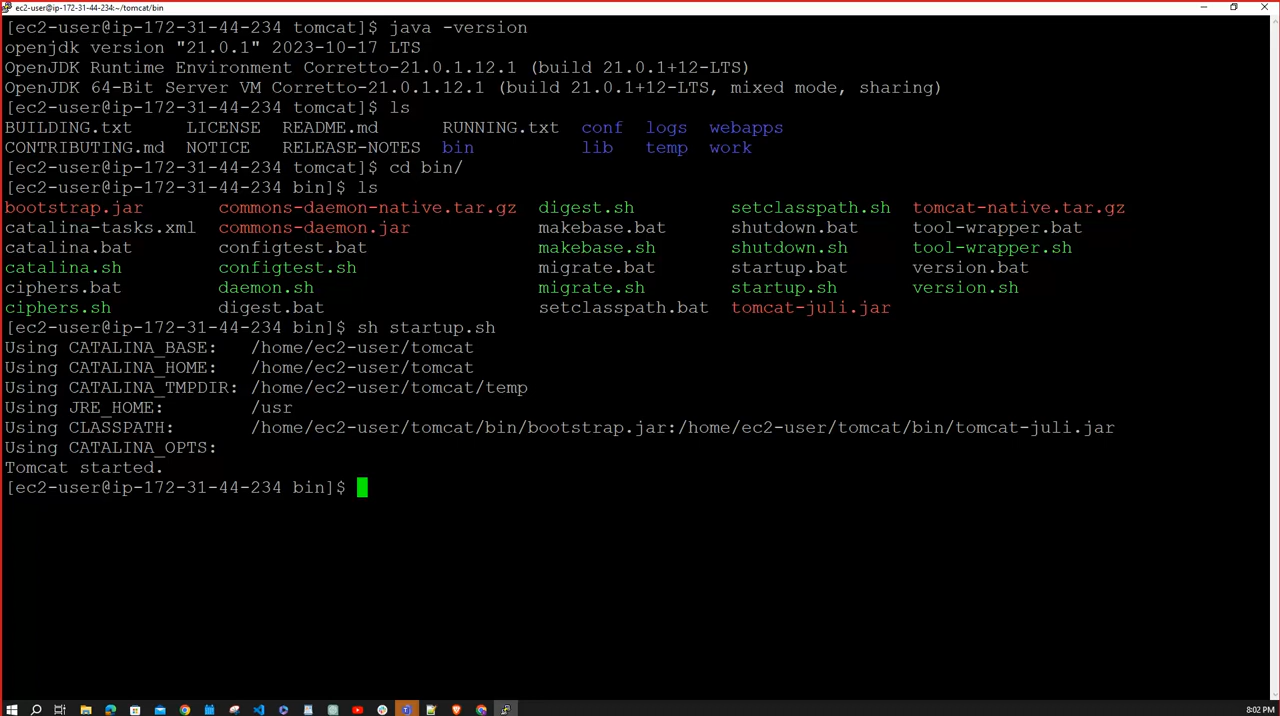 ec2-user@ip-172-31-44-234:~/tomcat/bin
[ec2-user@ip-172-31-44-234 tomcat]$ java -version
openjdk version "21.0.1" 2023-10-17 LTS
OpenJDK Runtime Environment Corretto-21.0.1.12.1 (build 21.0.1+12-LTS)
OpenJDK 64-Bit Server VM Corretto-21.0.1.12.1 (build 21.0.1+12-LTS, mixed mode, sharing)
[ec2-user@ip-172-31-44-234 tomcat]$ ls
BUILDING.txt LICENSE README.md RUNNING.txt conf logs webapps
CONTRIBUTING.md NOTICE RELEASE-NOTES bin lib temp work
[ec2-user@ip-172-31-44-234 tomcat]$ cd bin/
[ec2-user@ip-172-31-44-234 bin]$ ls
bootstrap.jar commons-daemon-native.tar.gz digest.sh setclasspath.sh tomcat-native.tar.gz
catalina-tasks.xml commons-daemon.jar makebase.bat shutdown.bat tool-wrapper.bat
catalina.bat configtest.bat makebase.sh shutdown.sh tool-wrapper.sh
catalina.sh configtest.sh migrate.bat startup.bat version.bat
ciphers.bat daemon.sh migrate.sh startup.sh version.sh
ciphers.sh digest.bat setclasspath.bat tomcat-juli.jar
[ec2-user@ip-172-31-44-234 bin]$ sh startup.sh
Using CATALINA_BASE: /home/ec2-user/tomcat
Using CATALINA_HOME: /home/ec2-user/tomcat
Using CATALINA_TMPDIR: /home/ec2-user/tomcat/temp
Using JRE_HOME: /usr
Using CLASSPATH: /home/ec2-user/tomcat/bin/bootstrap.jar:/home/ec2-user/tomcat/bin/tomcat-juli.jar
Using CATALINA_OPTS:
Tomcat started.
[ec2-user@ip-172-31-44-234 bin]$
8:02 PM